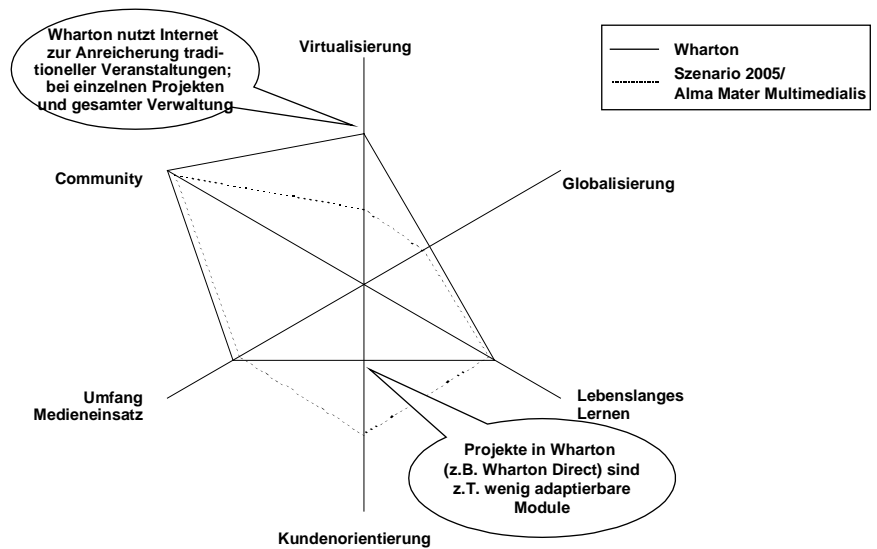 Wharton nutzt Internet
zur Anreicherung tradi-
tioneller Veranstaltungen;
bei einzelnen Projekten
und gesamter Verwaltung
Virtualisierung
Wharton
Szenario 2005/
Alma Mater Multimedialis
Community
Globalisierung
Umfang
Medieneinsatz
Lebenslanges
Lernen
Projekte in Wharton
(z.B. Wharton Direct) sind
z.T. wenig adaptierbare
Module
Kundenorientierung